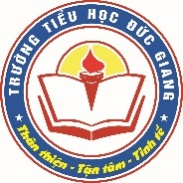 TRƯỜNG TIỂU HỌC ĐỨC GIANG
Thân thiện - Tận tâm - Tinh tế